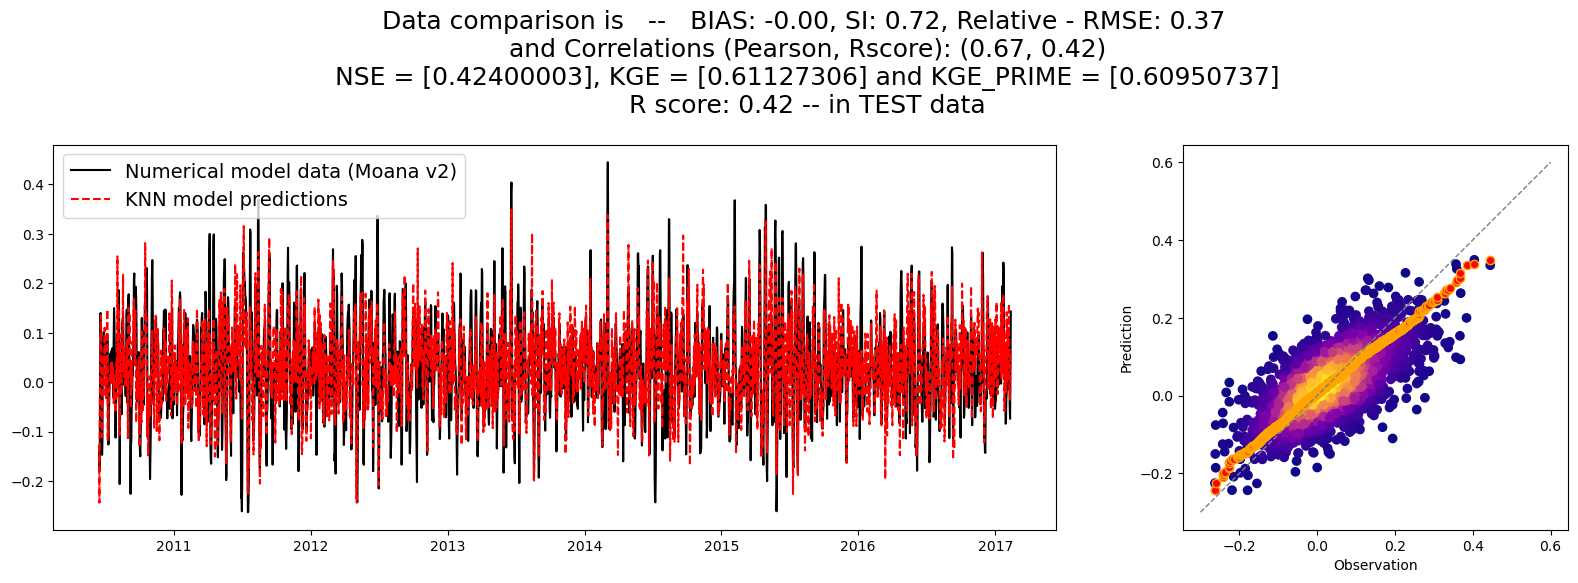 Data comparison is   --   BIAS: -0.00, SI: 0.72, Relative - RMSE: 0.37
and Correlations (Pearson, Rscore): (0.67, 0.42)
NSE = [0.42400003], KGE = [0.61127306] and KGE_PRIME = [0.60950737]
R score: 0.42 -- in TEST data
Numerical model data (Moana v2)
KNN model predictions
0.4
0.3
0.2
0.1
0.0
−0.1
−0.2
2011 2012 2013 2014 2015 2016 2017
Prediction
0.6
0.4
0.2
0.0
−0.2
−0.2 0.0 0.2 0.4 0.6
Observation